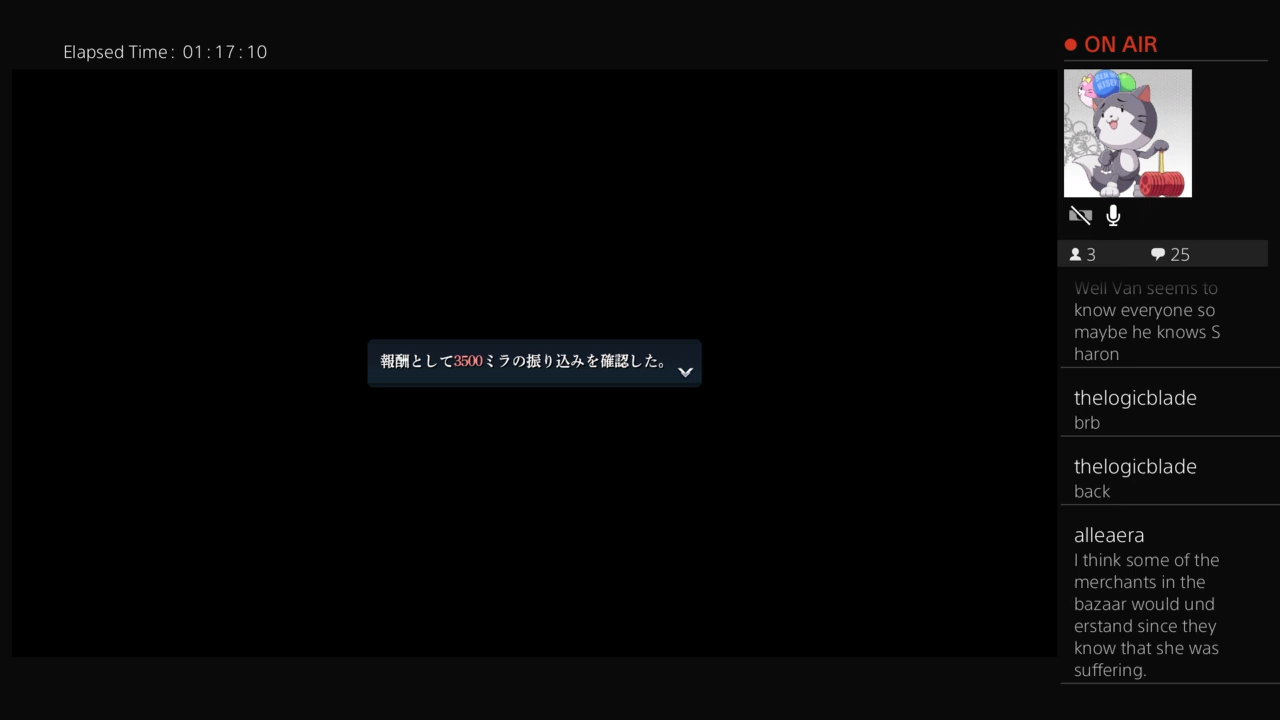 Elapsed Time: 01:17:10
ON AIR
3
25
Well Van seems to
know everyone so
maybe he knows S
haron
thelogicblade
brb
thelogicblade
back
alleaera
I think some of the
merchants in the
bazaar would und
erstand since they
know that she was
suffering.
報酬として3500ミラの振り込みを確認した。